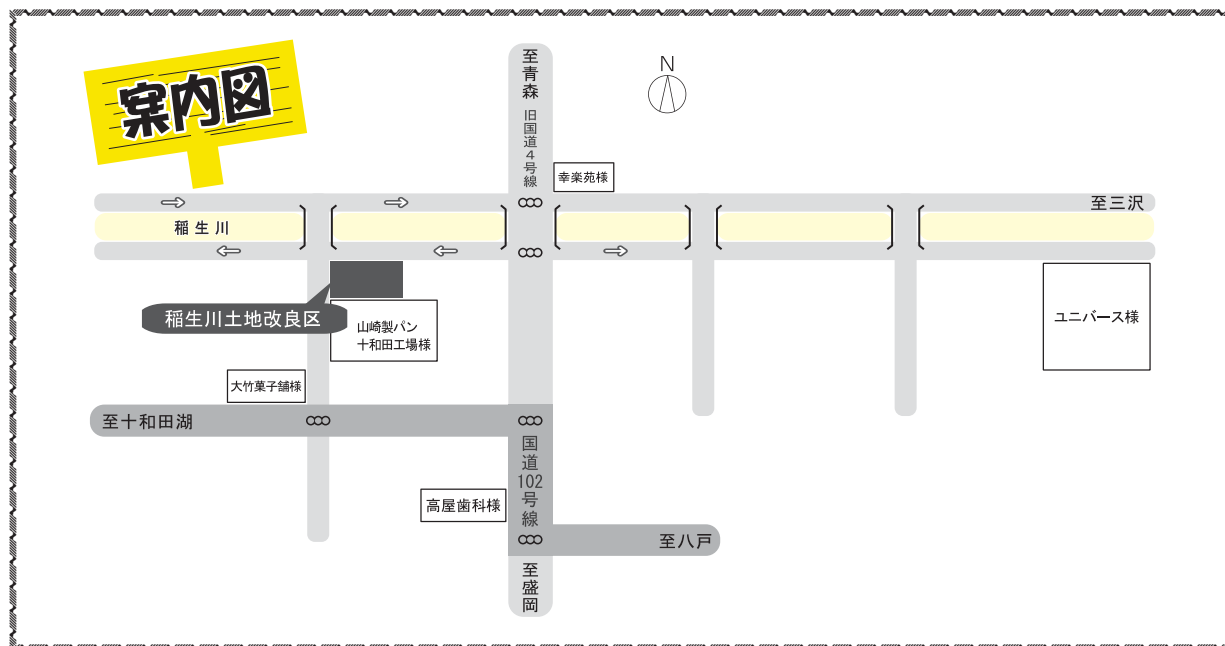 案内図
至青森
旧国道4号線
N
幸楽苑様
至三沢
稲生川
稲生川土地改良区
山崎製パン
十和田工場様
ユニバース様
大竹菓子舗様
至十和田湖
国道102号線
高屋歯科様
至八戸
至盛岡